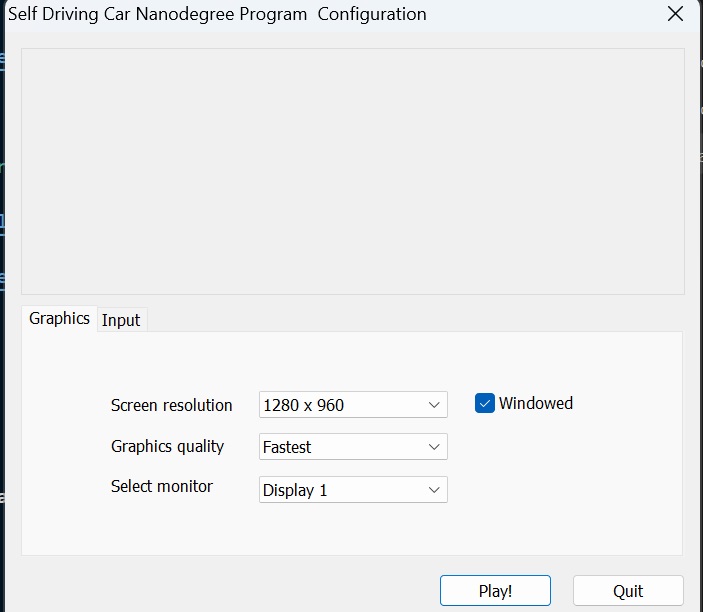 Self Driving Car Nanodegree Program  Configuration
Graphics
Input
Screen resolution
1280 x 960
Windowed
Graphics quality
Fastest
Select monitor
Display 1
Play!
Quit